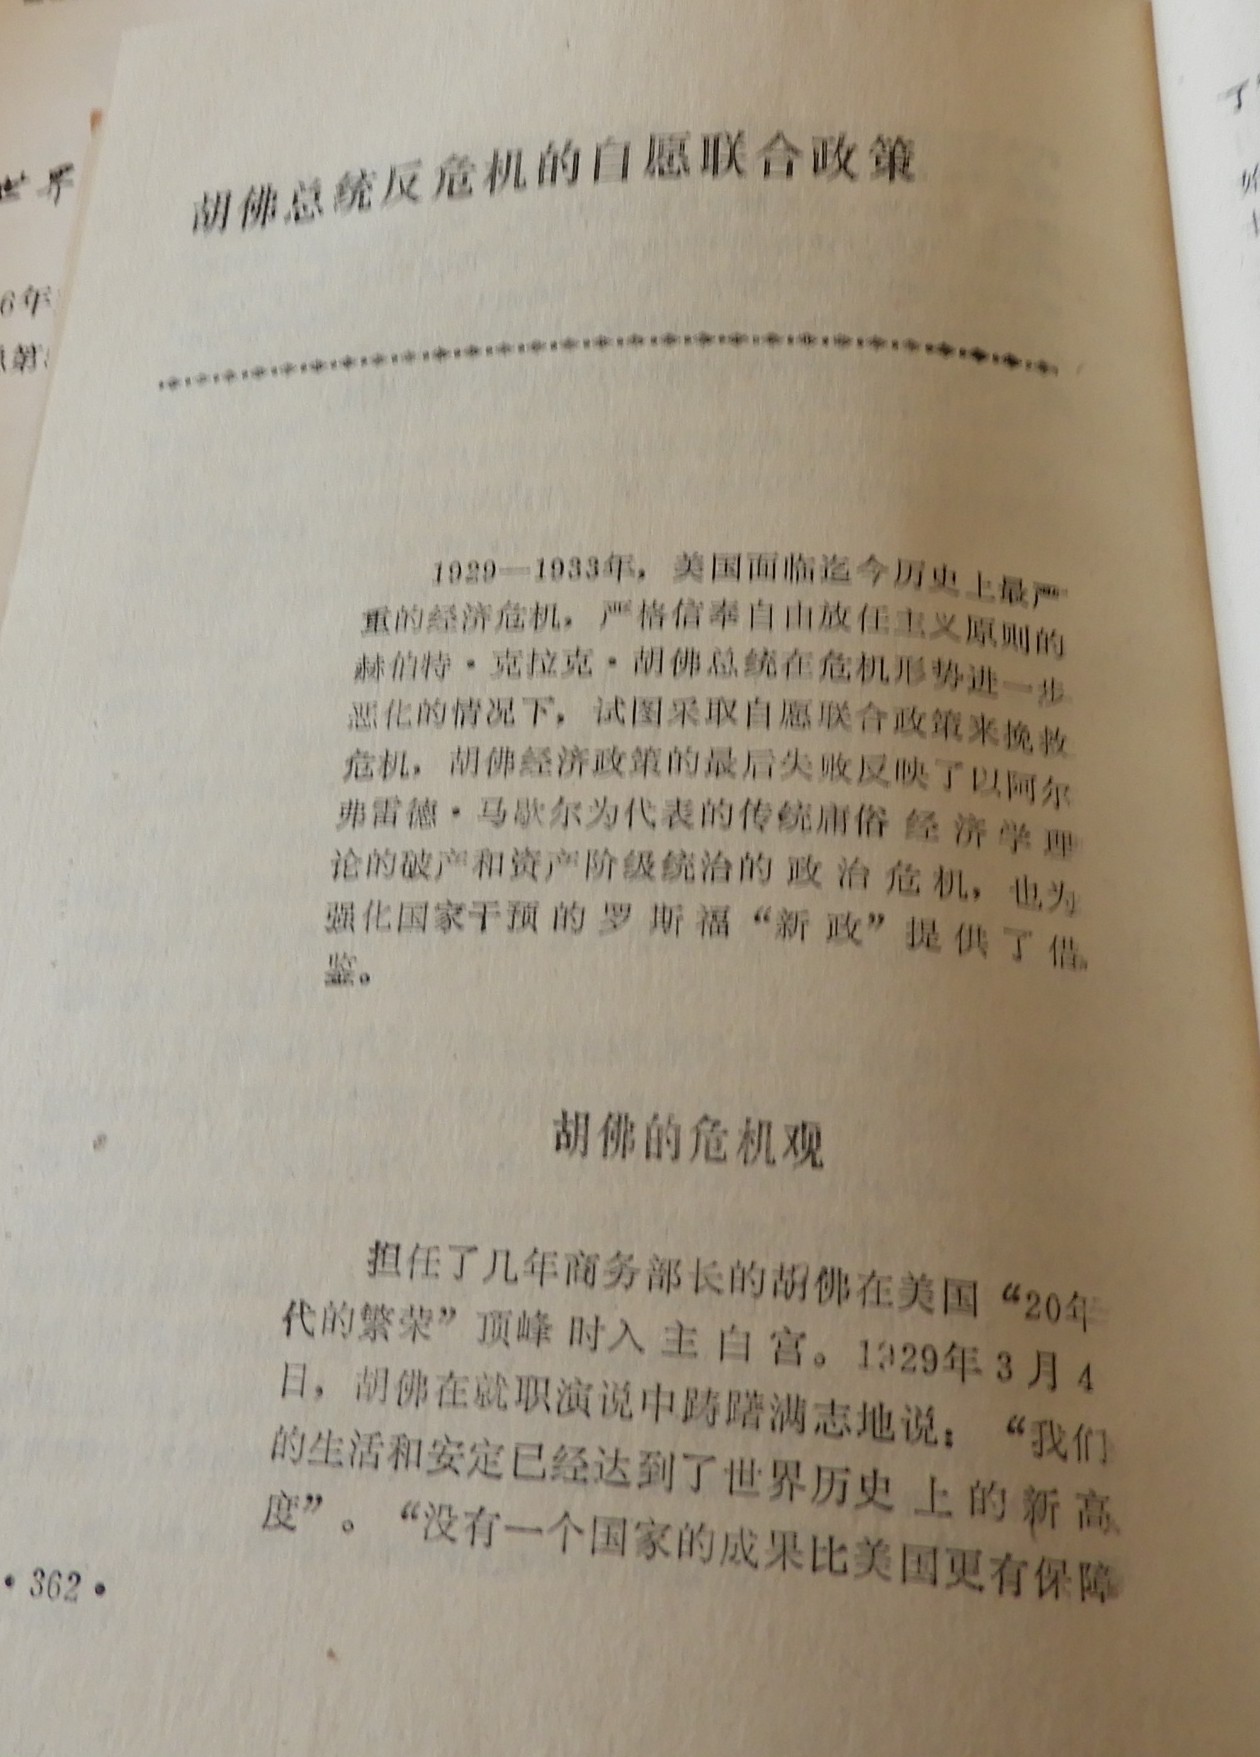 胡佛总统反危机的自愿联合政策
1929—1933年，美国面临迄今历史上最严
重的经济危机，严格信奉自由放任主义原则的
赫伯特·克拉克·胡佛总统在危机形势进一步
恶化的情况下，试图采取自愿联合政策来挽救
危机，胡佛经济政策的最后失败反映了以阿尔
弗雷德·马歇尔为代表的传统庸俗经济学理
论的破产和资产阶级统治的政治危机，也为
强化国家干预的罗斯福“新政”提供了借
鉴。
胡佛的危机观
担任了几年商务部长的胡佛在美国“20年
代的繁荣”顶峰时入主白宫。1929年3月4
日，胡佛在就职演说中踌躇满志地说：“我们
的生活和安定已经达到了世界历史上的新高
度”。“没有一个国家的成果比美国更有保障
·362·
世界
6年